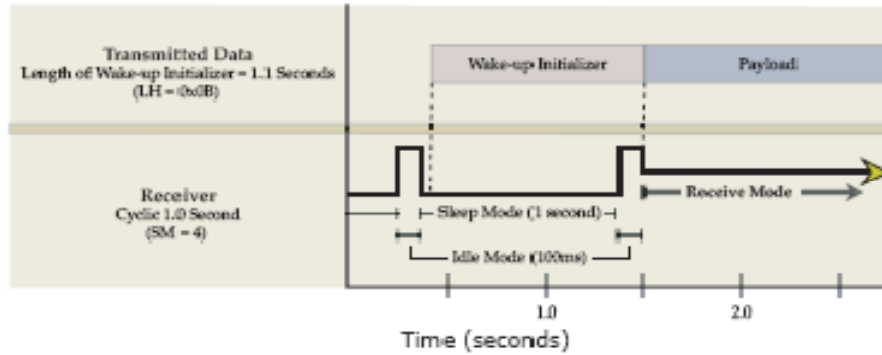 Transmitted Data
Length of Wake-up Initializer = 1.1 Seconds
(LH = 0x0B)
Wake-up Initializer
Payload
Receiver
Cyclic 1.0 Second
(SM = 4)
Sleep Mode (1 second)
Receive Mode
Idle Mode (100ms)
1.0
2.0
Time (seconds)